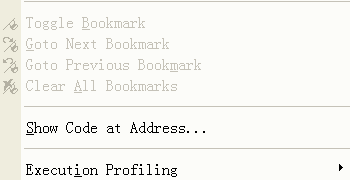 Toggle Bookmark
Goto Next Bookmark
Goto Previous Bookmark
Clear All Bookmarks
Show Code at Address...
Execution Profiling